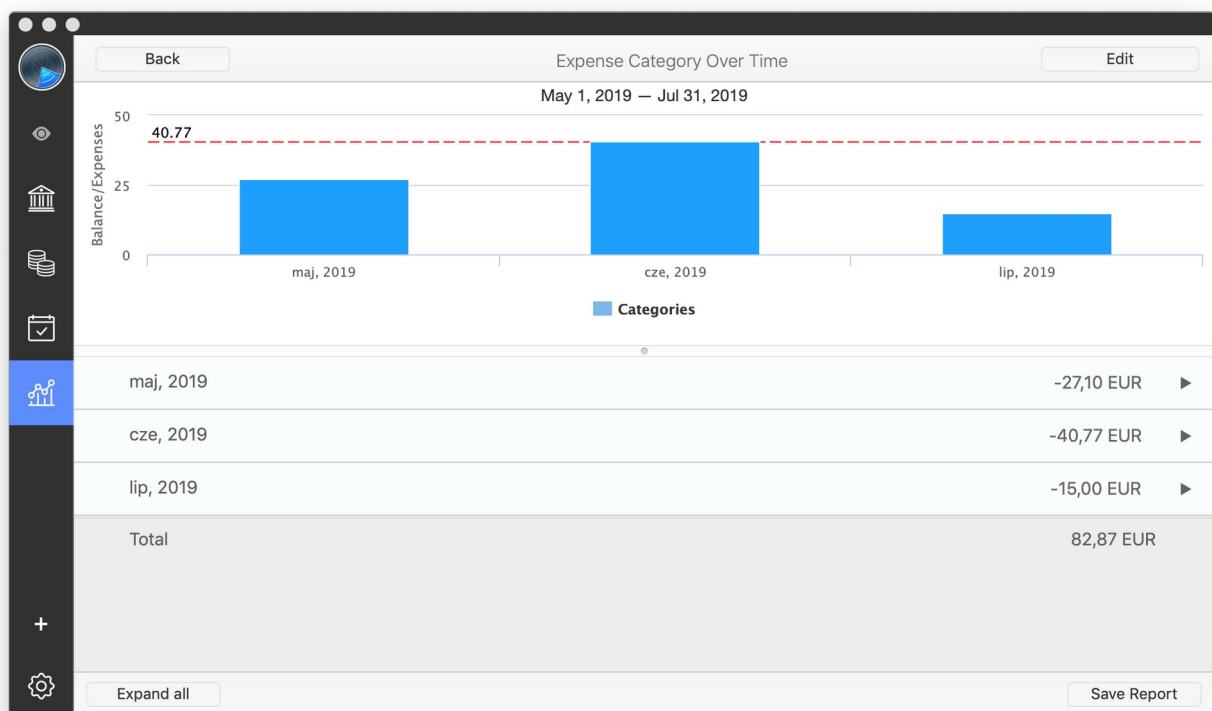 Back
Expense Category Over Time
Edit
May 1, 2019 — Jul 31, 2019
Balance/Expenses
50
25
0
40.77
maj, 2019
cze, 2019
lip, 2019
Categories
maj, 2019 -27,10 EUR
cze, 2019 -40,77 EUR
lip, 2019 -15,00 EUR
Total 82,87 EUR
Expand all
Save Report